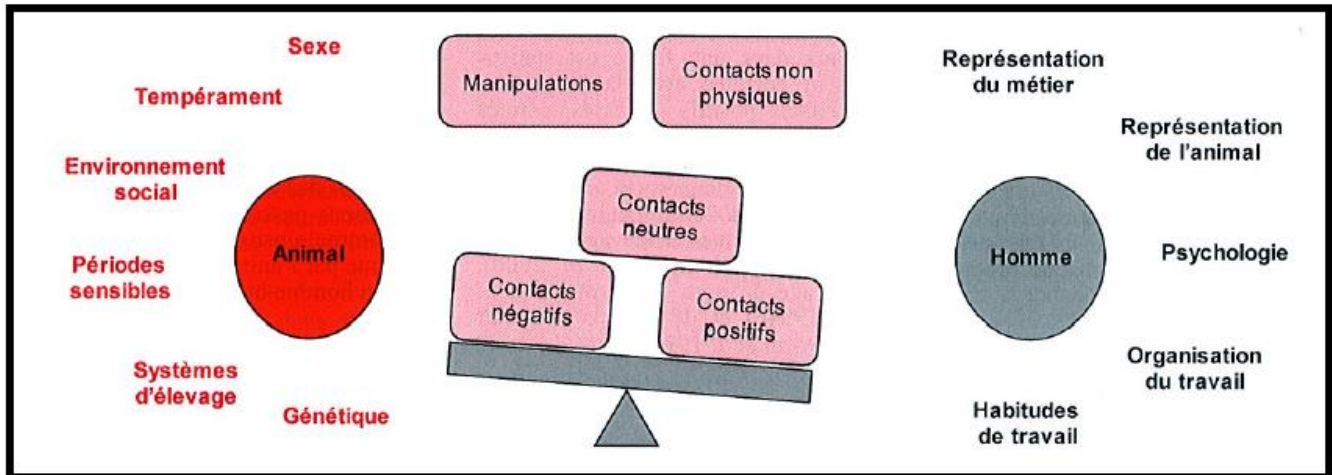 Sexe
Tempérament
Environnement
social
Animal
Périodes
sensibles
Systèmes
d'élevage
Génétique
Manipulations
Contacts non
physiques
Contacts
neutres
Contacts
négatifs
Contacts
positifs
Représentation
du métier
Représentation
de l'animal
Homme
Psychologie
Organisation
du travail
Habitudes
de travail